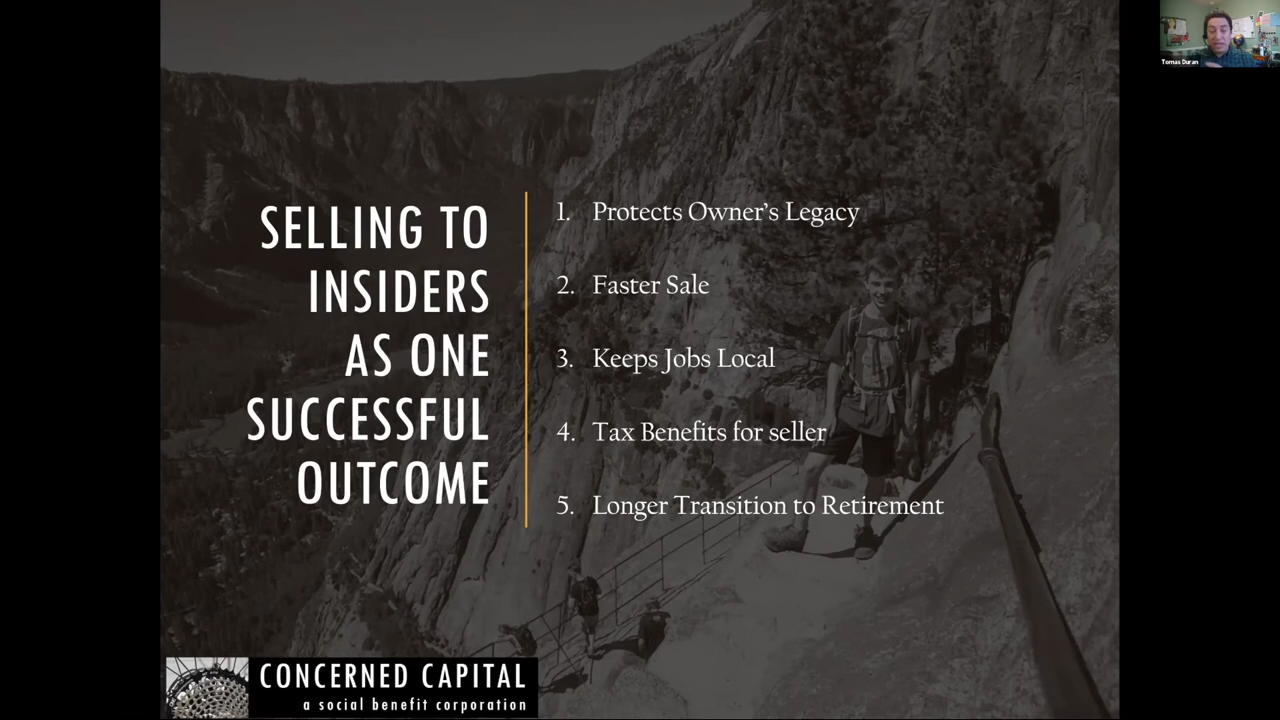 Tomas Duran
SELLING TO
INSIDERS
AS ONE
SUCCESSFUL
OUTCOME
1. Protects Owner's Legacy
2. Faster Sale
3. Keeps Jobs Local
4. Tax Benefits for seller
5. Longer Transition to Retirement
CONCERNED CAPITAL
a social benefit corporation